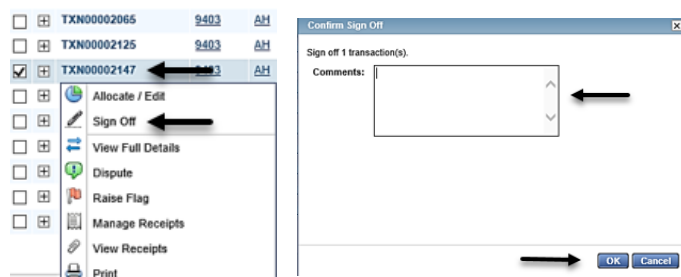 TXN00002065 9403 AH
TXN00002125 9403 AH
TXN00002147 AH
Allocate / Edit
Sign Off
View Full Details
Dispute
Raise Flag
Manage Receipts
View Receipts
Print
Confirm Sign Off
Sign off 1 transaction(s).
Comments:
OK Cancel